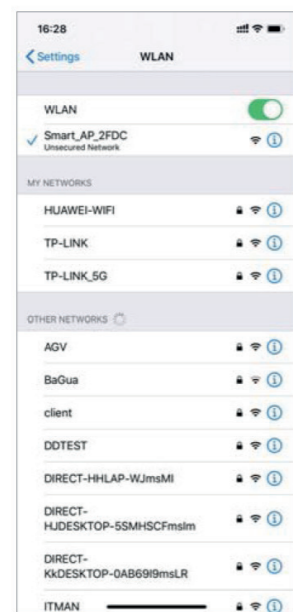 16:28
Settings
WLAN
WLAN
Smart_AP_2FDC
Unsecured Network
MY NETWORKS
HUAWEI-WIFI
TP-LINK
TP-LINK_5G
OTHER NETWORKS
AGV
BaGua
client
DDTEST
DIRECT-HHLAP-WJmsMI
DIRECT-
HJDESKTOP-5SMHSCFmslm
DIRECT-
KkDESKTOP-0AB69I9msLR
ITMAN